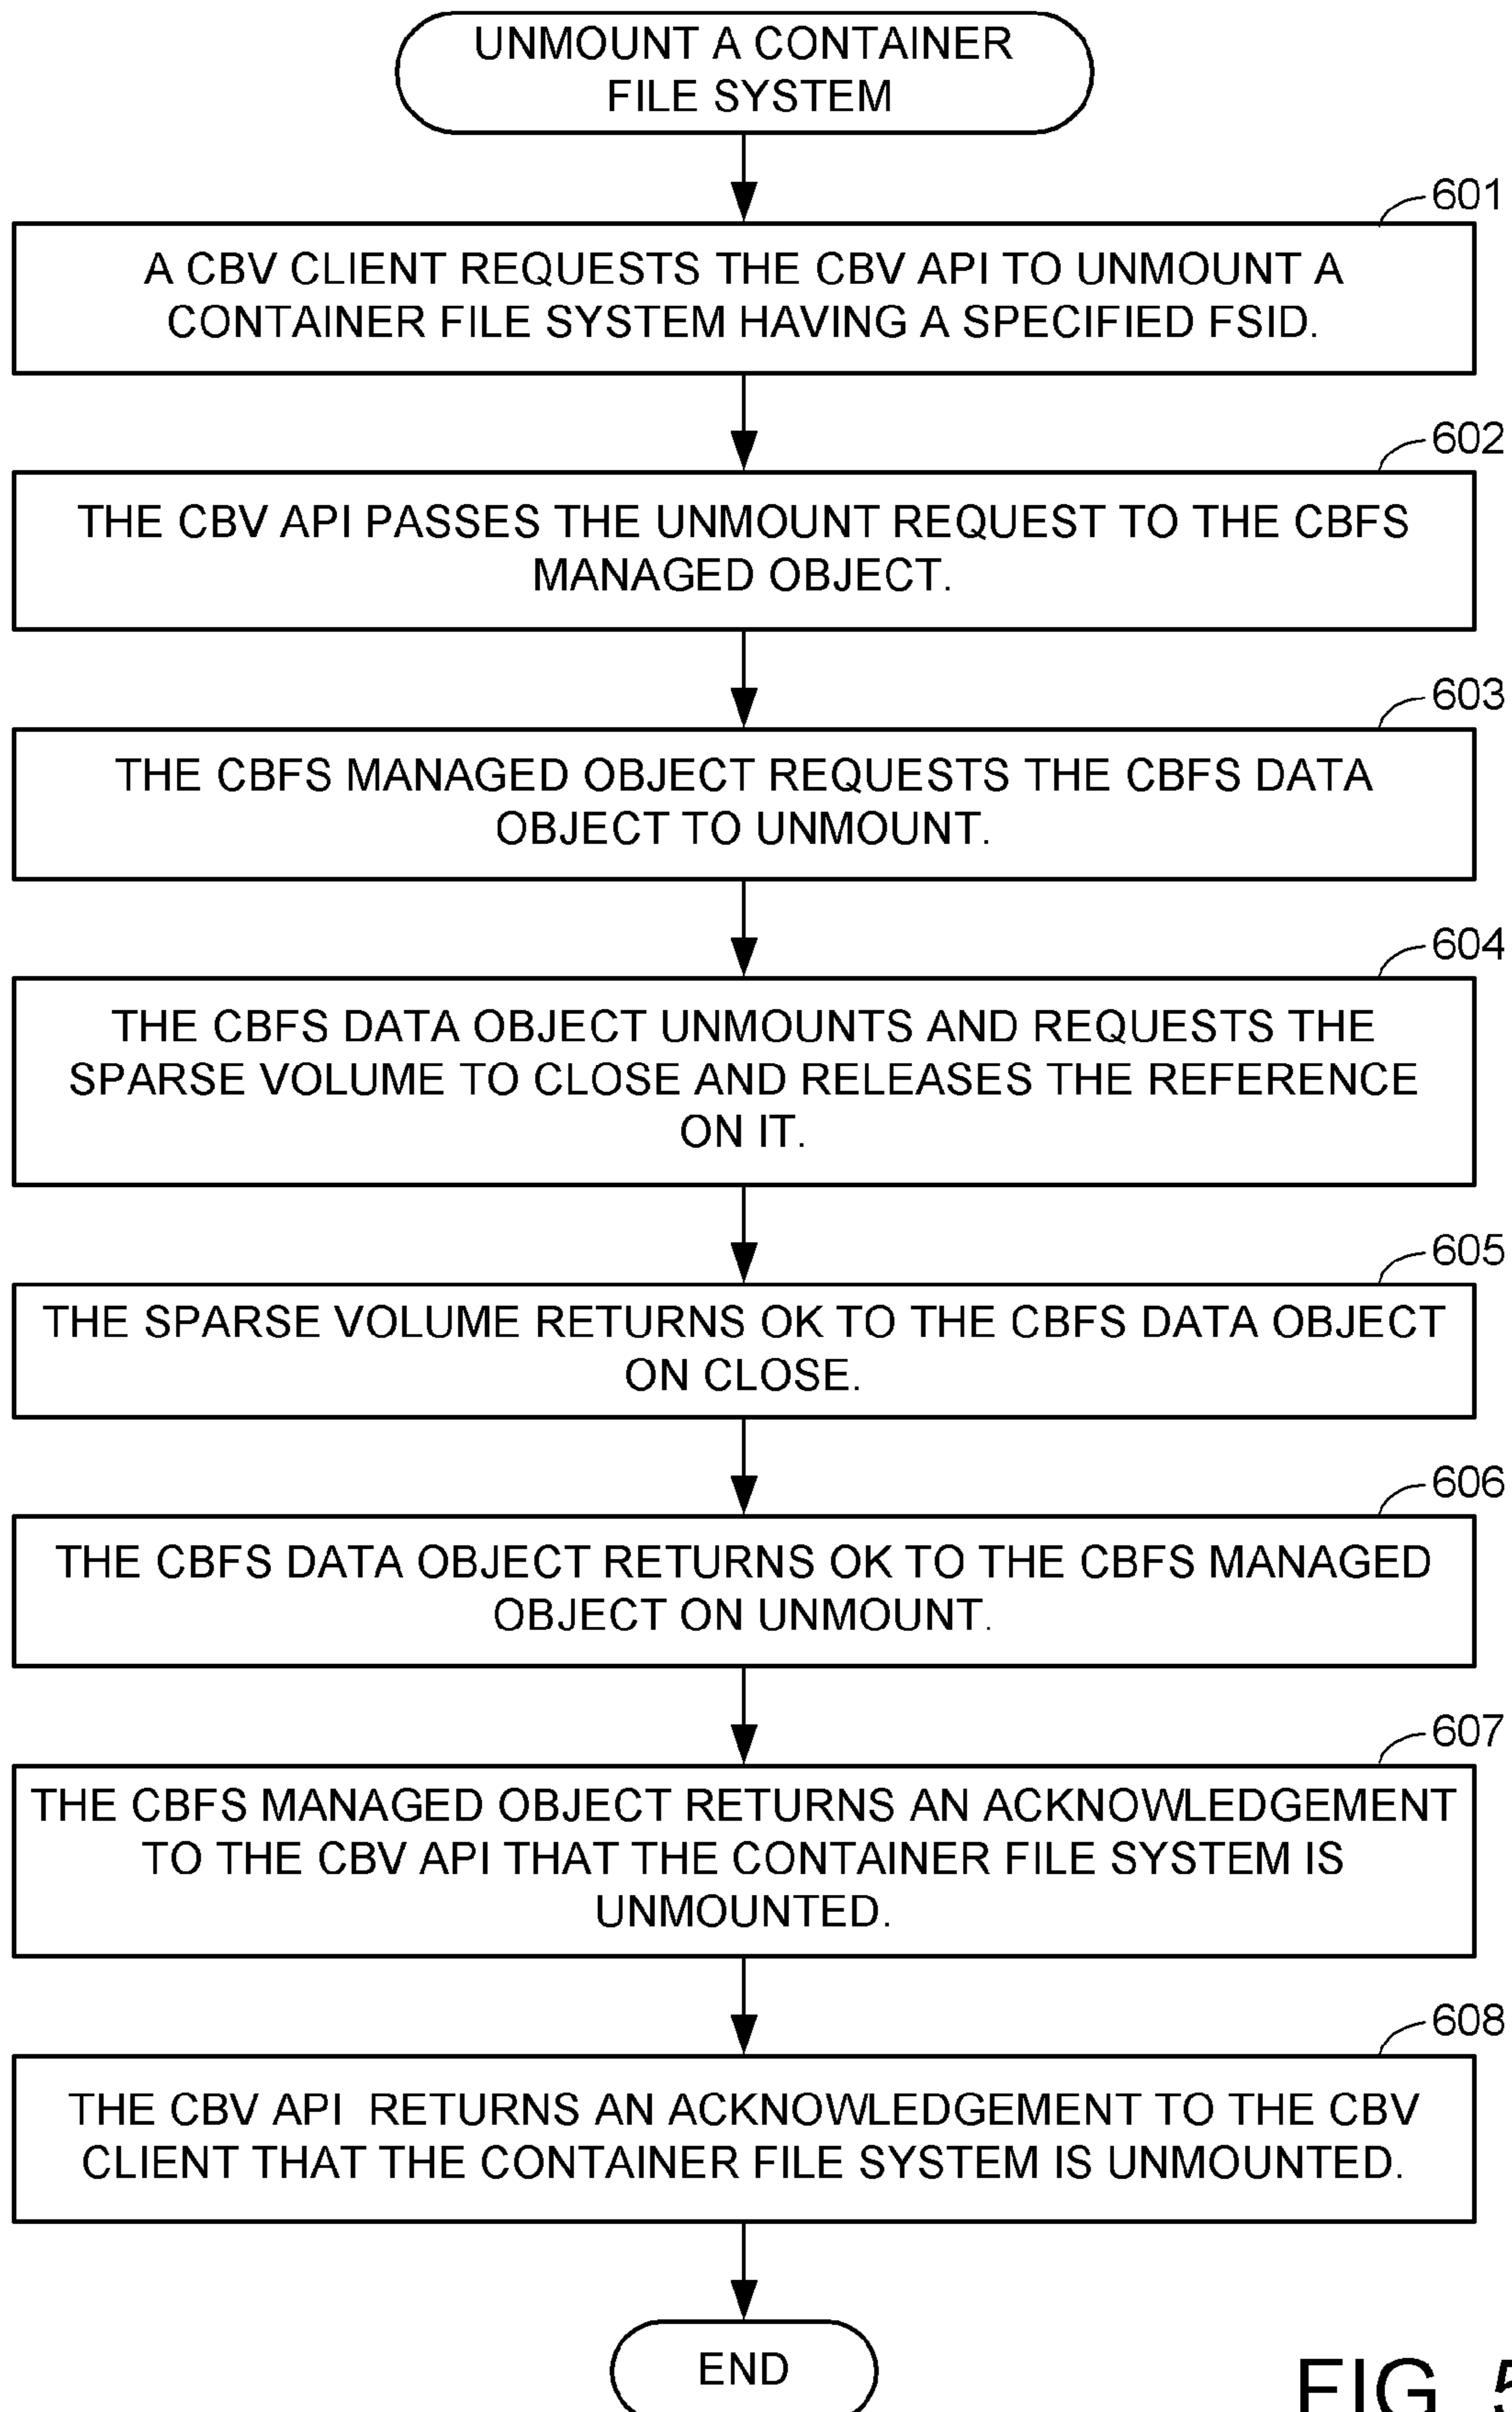 UNMOUNT A CONTAINER
FILE SYSTEM
601
A CBV CLIENT REQUESTS THE CBV API TO UNMOUNT A
CONTAINER FILE SYSTEM HAVING A SPECIFIED FSID.
602
THE CBV API PASSES THE UNMOUNT REQUEST TO THE CBFS
MANAGED OBJECT.
603
THE CBFS MANAGED OBJECT REQUESTS THE CBFS DATA
OBJECT TO UNMOUNT.
604
THE CBFS DATA OBJECT UNMOUNTS AND REQUESTS THE
SPARSE VOLUME TO CLOSE AND RELEASES THE REFERENCE
ON IT.
605
THE SPARSE VOLUME RETURNS OK TO THE CBFS DATA OBJECT
ON CLOSE.
606
THE CBFS DATA OBJECT RETURNS OK TO THE CBFS MANAGED
OBJECT ON UNMOUNT.
607
THE CBFS MANAGED OBJECT RETURNS AN ACKNOWLEDGEMENT
TO THE CBV API THAT THE CONTAINER FILE SYSTEM IS
UNMOUNTED.
608
THE CBV API RETURNS AN ACKNOWLEDGEMENT TO THE CBV
CLIENT THAT THE CONTAINER FILE SYSTEM IS UNMOUNTED.
END
FIG. 5